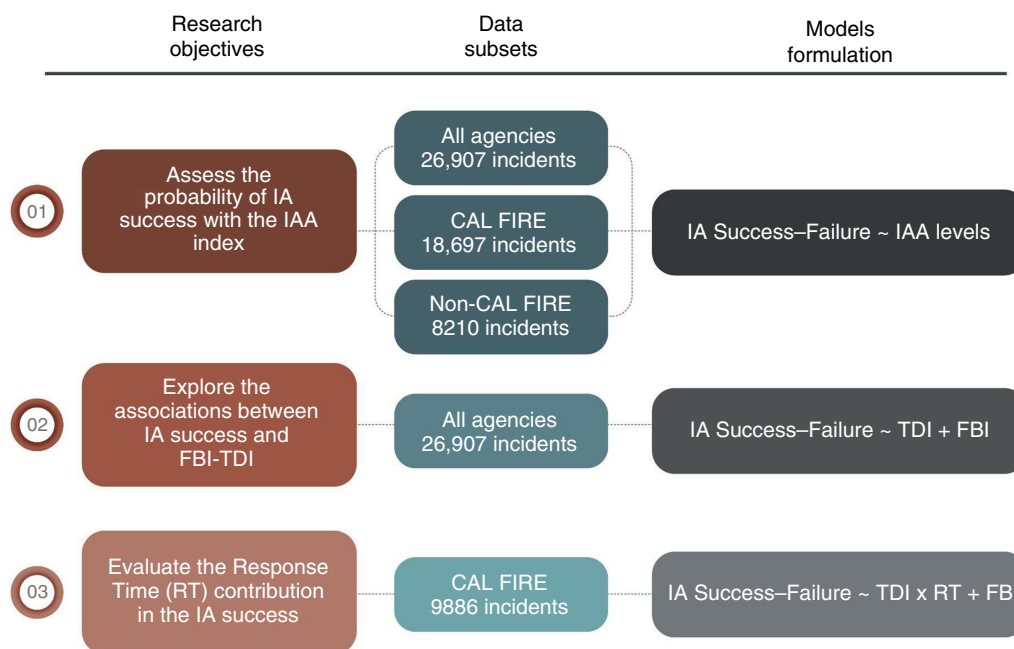 Research
objectives
Data
subsets
Models
formulation
01
Assess the
probability of IA
success with the IAA
index
All agencies
26,907 incidents
CAL FIRE
18,697 incidents
Non-CAL FIRE
8210 incidents
IA Success–Failure ~ IAA levels
02
Explore the
associations between
IA success and
FBI-TDI
All agencies
26,907 incidents
IA Success–Failure ~ TDI + FBI
03
Evaluate the Response
Time (RT) contribution
in the IA success
CAL FIRE
9886 incidents
IA Success–Failure ~ TDI x RT + FB